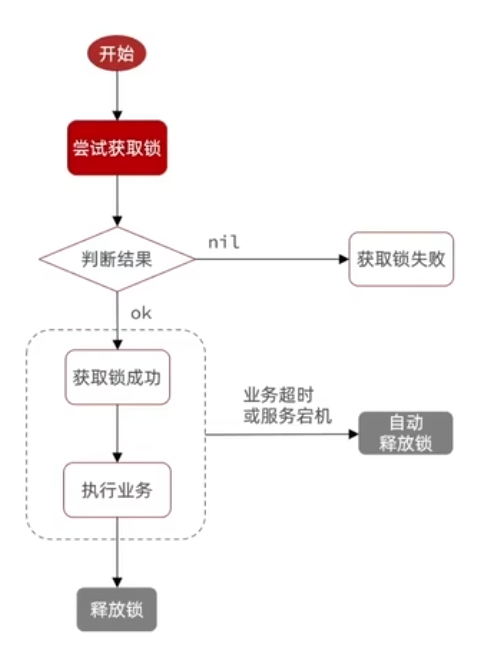 开始
尝试获取锁
判断结果
nil
获取锁失败
ok
获取锁成功
业务超时
或服务宕机
自动
释放锁
执行业务
释放锁